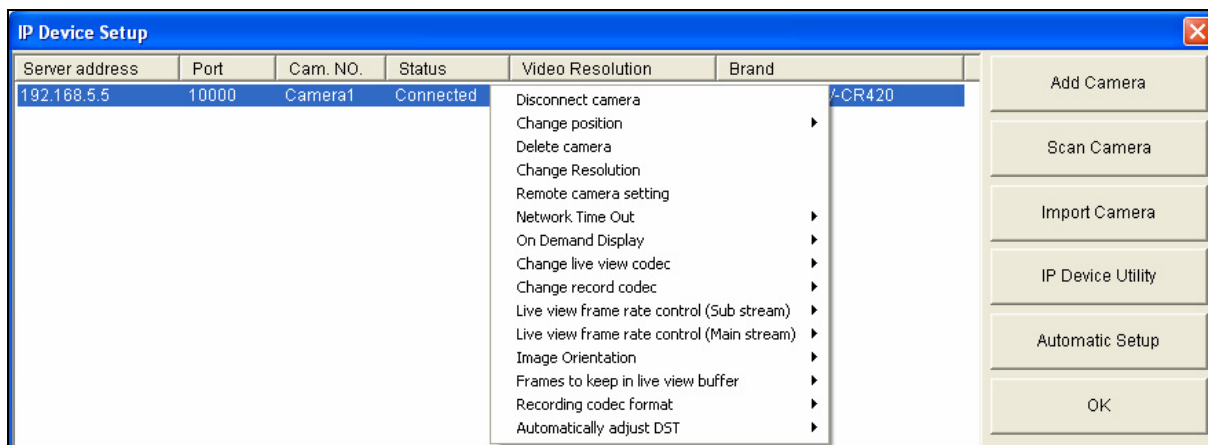 IP Device Setup
Server address Port Cam. NO. Status Video Resolution Brand
192.168.5.5 10000 Camera1 Connected -CR420
Disconnect camera
Change position
Delete camera
Change Resolution
Remote camera setting
Network Time Out
On Demand Display
Change live view codec
Change record codec
Live view frame rate control (Sub stream)
Live view frame rate control (Main stream)
Image Orientation
Frames to keep in live view buffer
Recording codec format
Automatically adjust DST
Add Camera
Scan Camera
Import Camera
IP Device Utility
Automatic Setup
OK